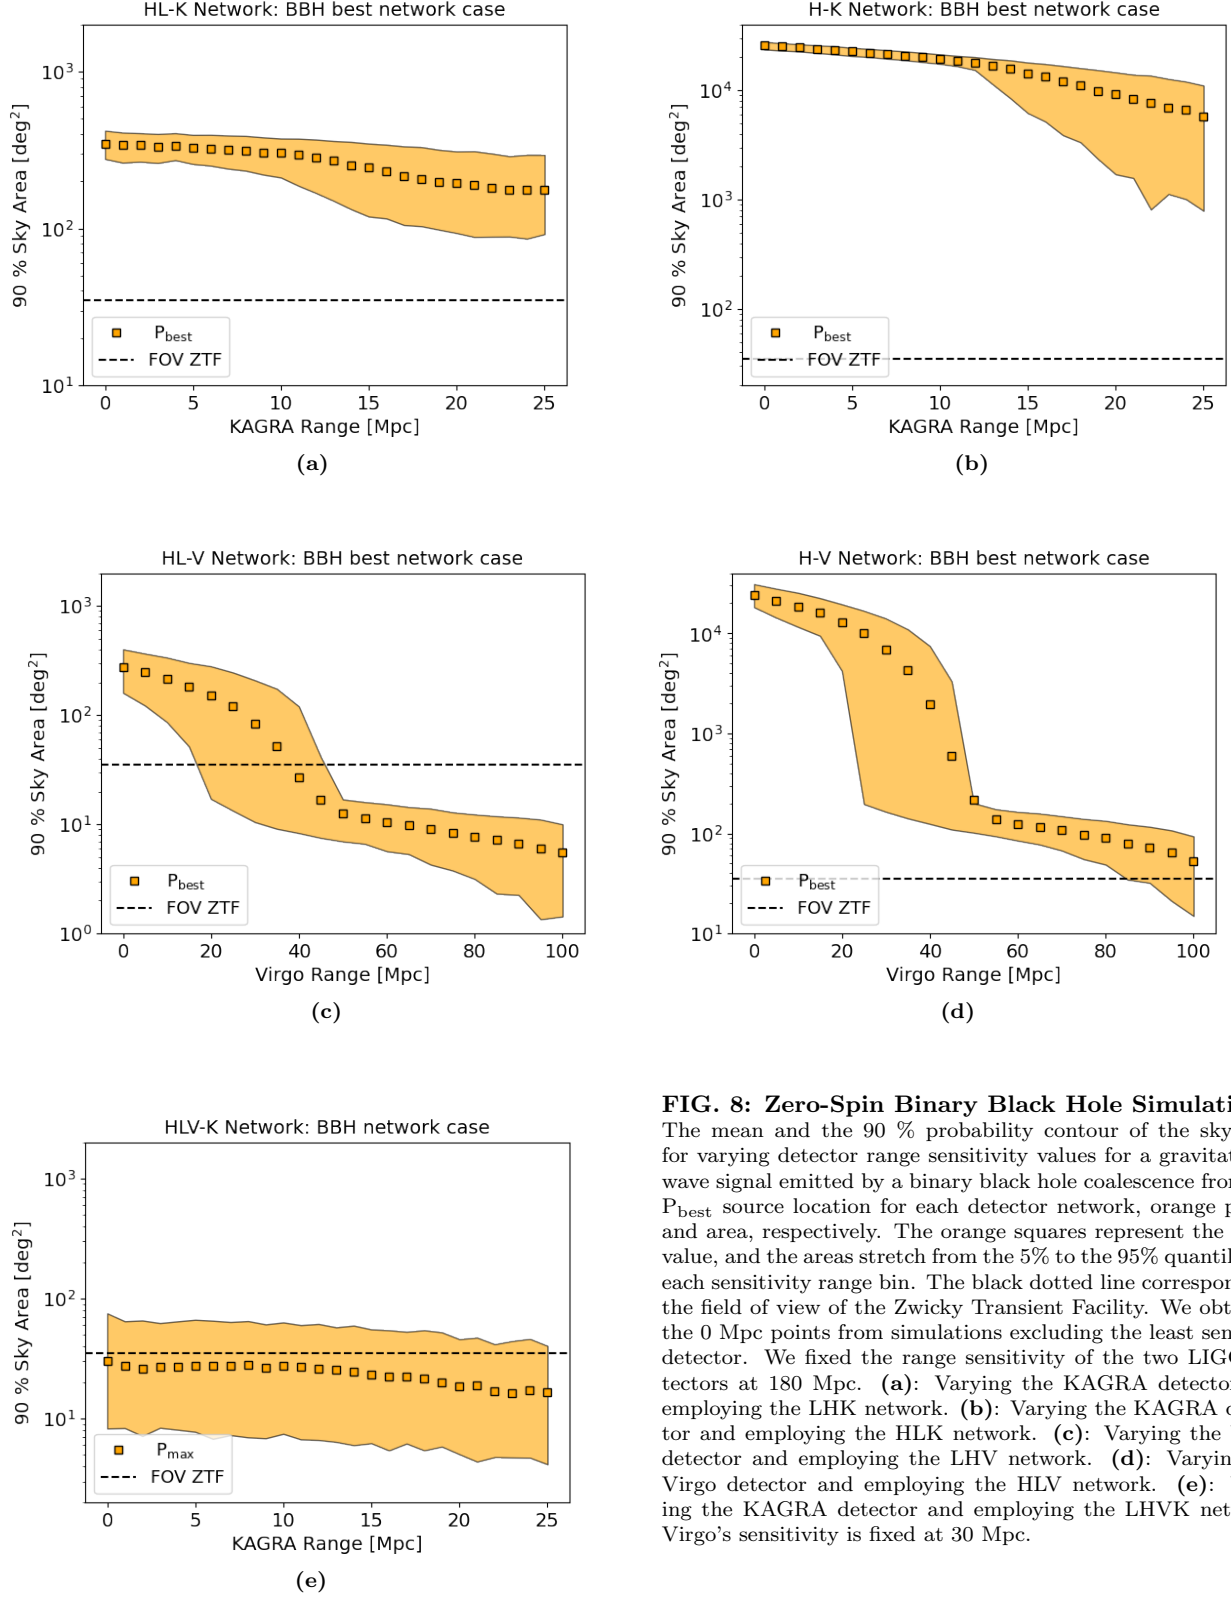 HL-K Network: BBH best network case
90 % Sky Area [deg²]
10³
10²
10¹
P_best
FOV ZTF
0 5 10 15 20 25
KAGRA Range [Mpc]
(a)
H-K Network: BBH best network case
90 % Sky Area [deg²]
10⁴
10³
10²
P_best
FOV ZTF
0 5 10 15 20 25
KAGRA Range [Mpc]
(b)
HL-V Network: BBH best network case
90 % Sky Area [deg²]
10³
10²
10¹
10⁰
P_best
FOV ZTF
0 20 40 60 80 100
Virgo Range [Mpc]
(c)
H-V Network: BBH best network case
90 % Sky Area [deg²]
10⁴
10³
10²
10¹
P_best
FOV ZTF
0 20 40 60 80 100
Virgo Range [Mpc]
(d)
HLV-K Network: BBH network case
90 % Sky Area [deg²]
10³
10²
10¹
P_max
FOV ZTF
0 5 10 15 20 25
KAGRA Range [Mpc]
(e)
FIG. 8: Zero-Spin Binary Black Hole Simulati
The mean and the 90 % probability contour of the sky
for varying detector range sensitivity values for a gravitat
wave signal emitted by a binary black hole coalescence fro
P_best source location for each detector network, orange p
and area, respectively. The orange squares represent the
value, and the areas stretch from the 5% to the 95% quantil
each sensitivity range bin. The black dotted line correspon
the field of view of the Zwicky Transient Facility. We obt
the 0 Mpc points from simulations excluding the least sen
detector. We fixed the range sensitivity of the two LIG
tectors at 180 Mpc. (a): Varying the KAGRA detector
employing the LHK network. (b): Varying the KAGRA
tor and employing the HLK network. (c): Varying the
detector and employing the LHV network. (d): Varyin
Virgo detector and employing the HLV network. (e):
ing the KAGRA detector and employing the LHVK net
Virgo's sensitivity is fixed at 30 Mpc.